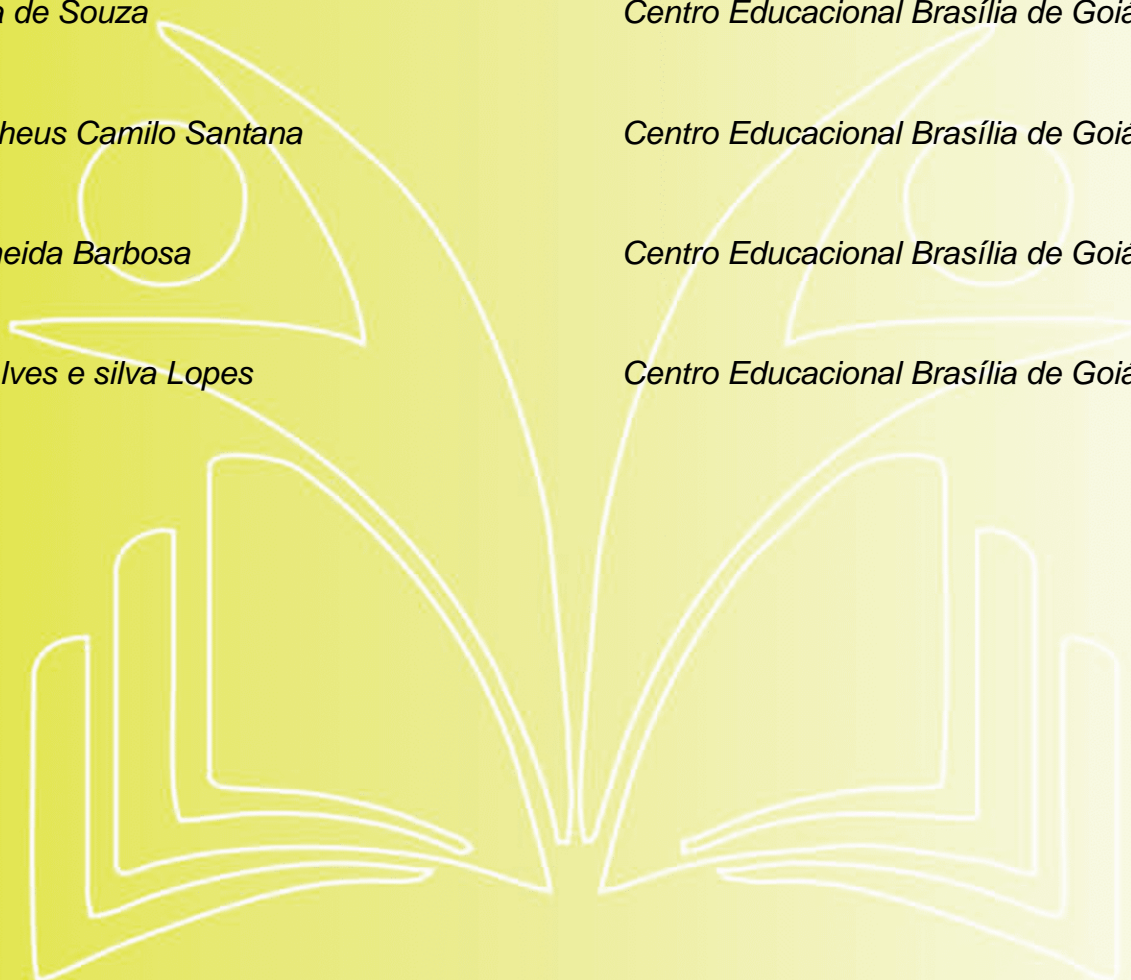 de Souza Centro Educacional Brasília de
Camilo Santana Centro Educacional Brasília de
Barbosa Centro Educacional Brasília de
e silva Lopes Centro Educacional Brasília de